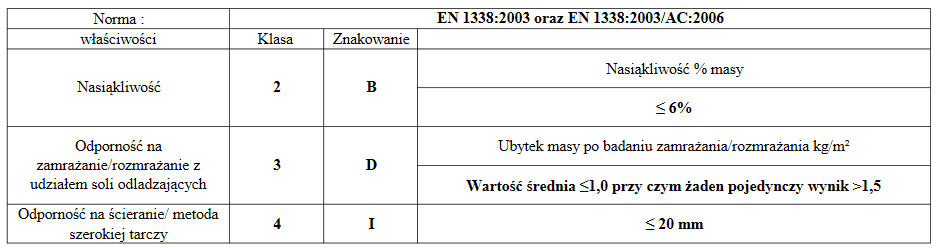 Norma :
EN 1338:2003 oraz EN 1338:2003/AC:2006
właściwości
Klasa
Znakowanie
Nasiąkliwość
2
B
Nasiąkliwość % masy
≤ 6%
Odporność na
zamrażanie/rozmrażanie z
udziałem soli odladzających
3
D
Ubytek masy po badaniu zamrażania/rozmrażania kg/m²
Wartość średnia ≤1,0 przy czym żaden pojedynczy wynik >1,5
Odporność na ścieranie/ metoda
szerokiej tarczy
4
I
≤ 20 mm